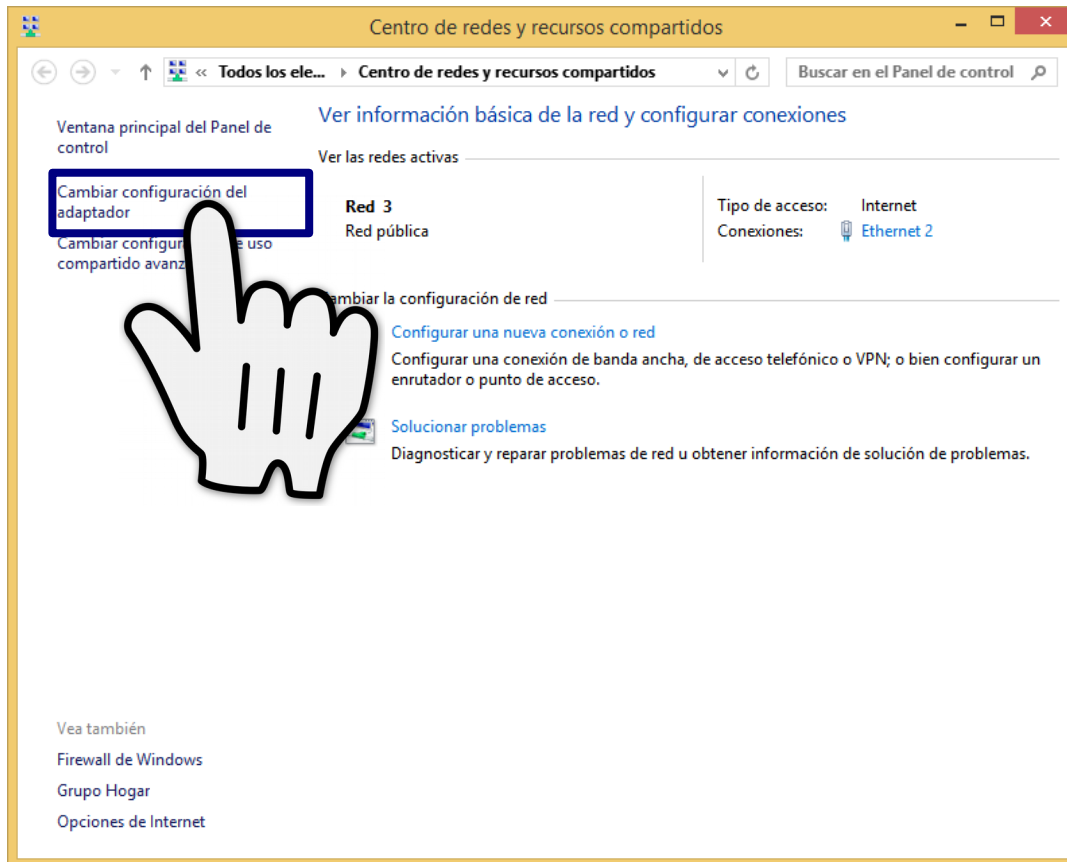 Centro de redes y recursos compartidos
« Todos los ele... Centro de redes y recursos compartidos
Buscar en el Panel de control
Ventana principal del Panel de
control
Cambiar configuración del
adaptador
Cambiar configur e uso
compartido avanz
Ver información básica de la red y configurar conexiones
Ver las redes activas
Red 3
Red pública
Tipo de acceso: Internet
Conexiones: Ethernet 2
ambiar la configuración de red
Configurar una nueva conexión o red
Configurar una conexión de banda ancha, de acceso telefónico o VPN; o bien configurar un
enrutador o punto de acceso.
Solucionar problemas
Diagnosticar y reparar problemas de red u obtener información de solución de problemas.
Vea también
Firewall de Windows
Grupo Hogar
Opciones de Internet